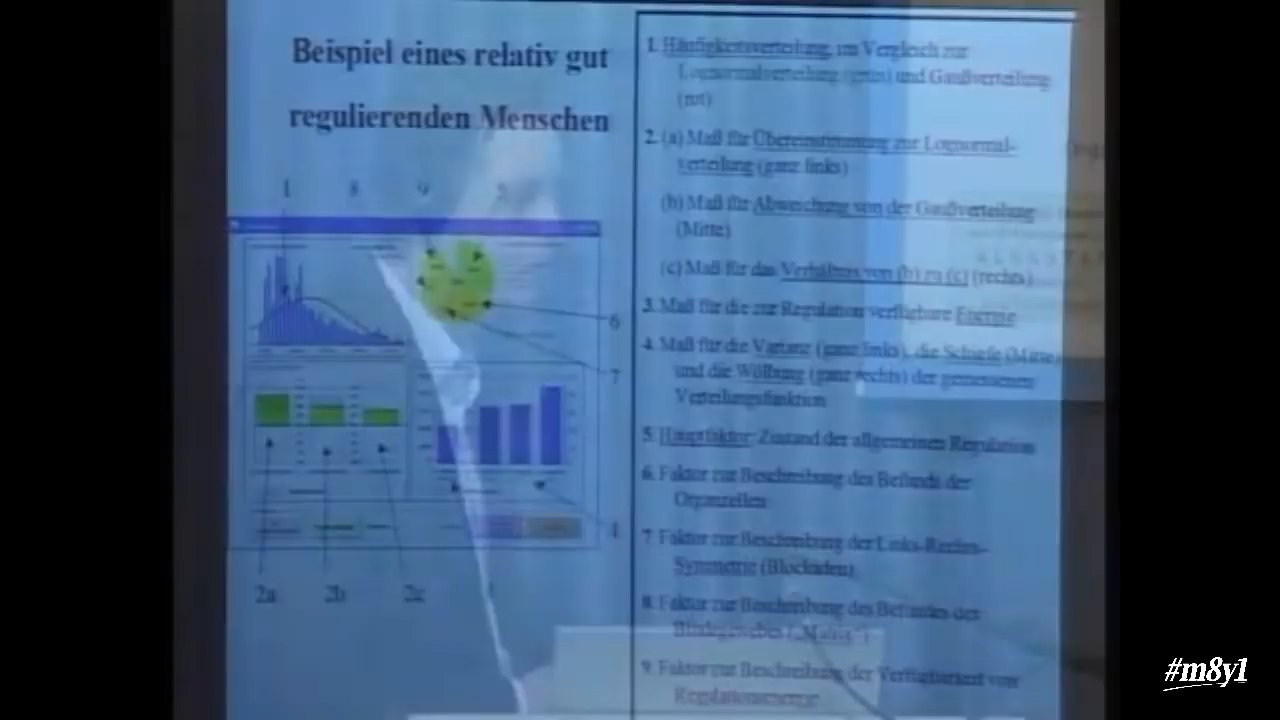 Beispiel eines relativ gut
regulierenden Menschen
1 8 9 5
6
7
4
2a 2b 2c
1. Häufigkeitsverteilung, im Vergleich zur
Lognormalverteilung (grün) und Gaußverteilung
(rot)
2. (a) Maß für Übereinstimmung zur Lognormal-
verteilung (ganz links)
(b) Maß für Abweichung von der Gaußverteilung
(Mitte)
(c) Maß für das Verhältnis von (b) zu (c) (rechts)
3. Maß für die zur Regulation verfügbare Energie
4. Maß für die Varianz (ganz links), die Schiefe (Mitte)
und die Wölbung (ganz rechts) der gemessenen
Verteilungsfunktion
5. Hauptfaktor: Zustand der allgemeinen Regulation
6. Faktor zur Beschreibung des Befunds der
Organzellen
7. Faktor zur Beschreibung der Links-Rechts-
Symmetrie (Blockaden)
8. Faktor zur Beschreibung des Befundes des
Bindegewebes („Matrix“)
9. Faktor zur Beschreibung der Verfügbarkeit von
Regulationsenergie
#m8y1